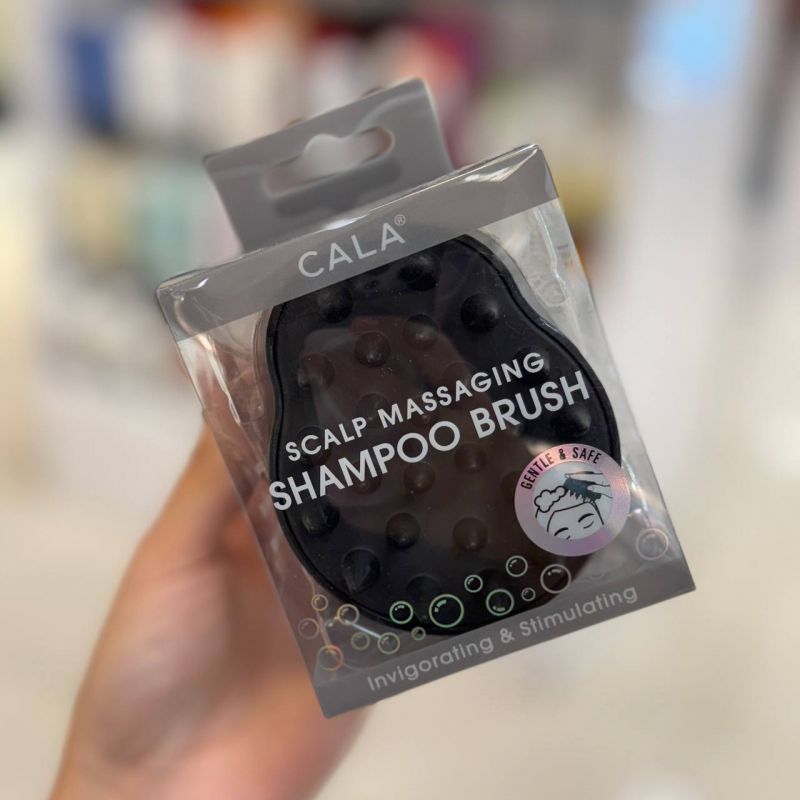 CALA®
SCALP MASSAGING
SHAMPOO BRUSH
GENTLE & SAFE
Invigorating & Stimulating